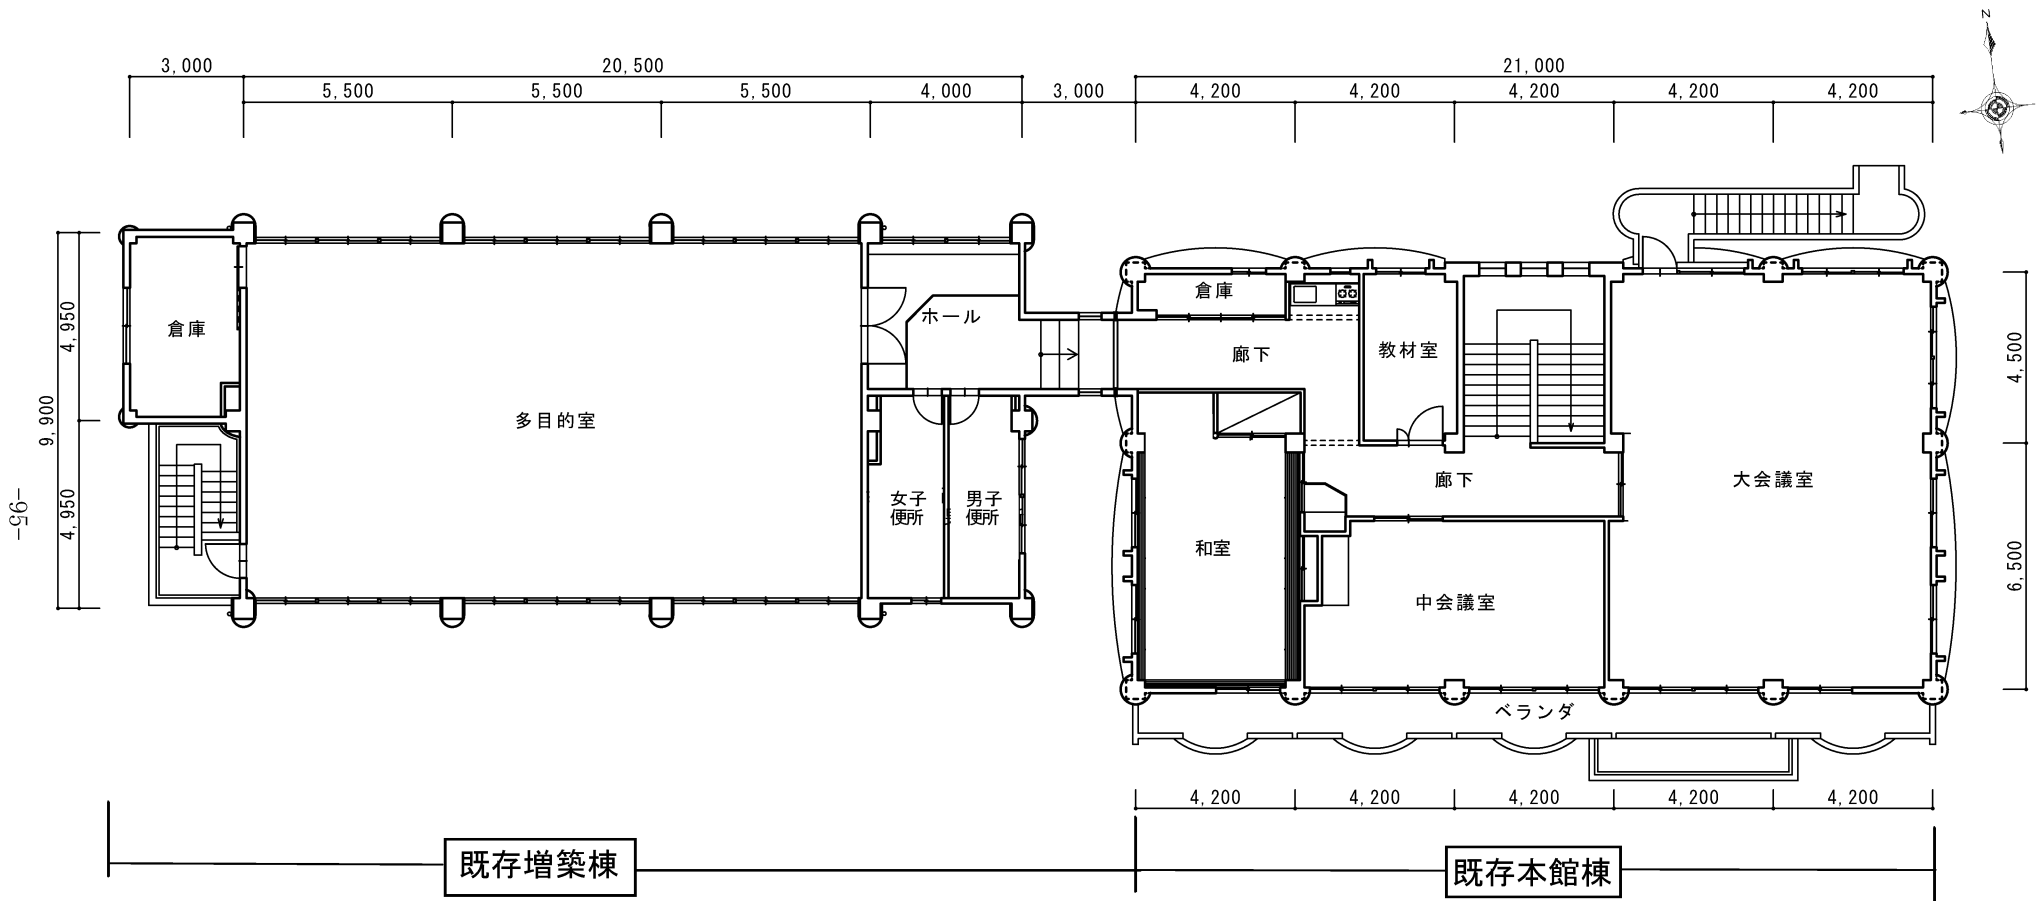 N
3,000
20,500
21,000
5,500
5,500
5,500
4,000
3,000
4,200
4,200
4,200
4,200
4,200
9,900
4,950
4,950
倉庫
多目的室
ホール
女子
便所
男子
便所
倉庫
廊下
教材室
廊下
大会議室
和室
中会議室
ベランダ
4,500
6,500
4,200
4,200
4,200
4,200
4,200
既存増築棟
既存本館棟
-95-